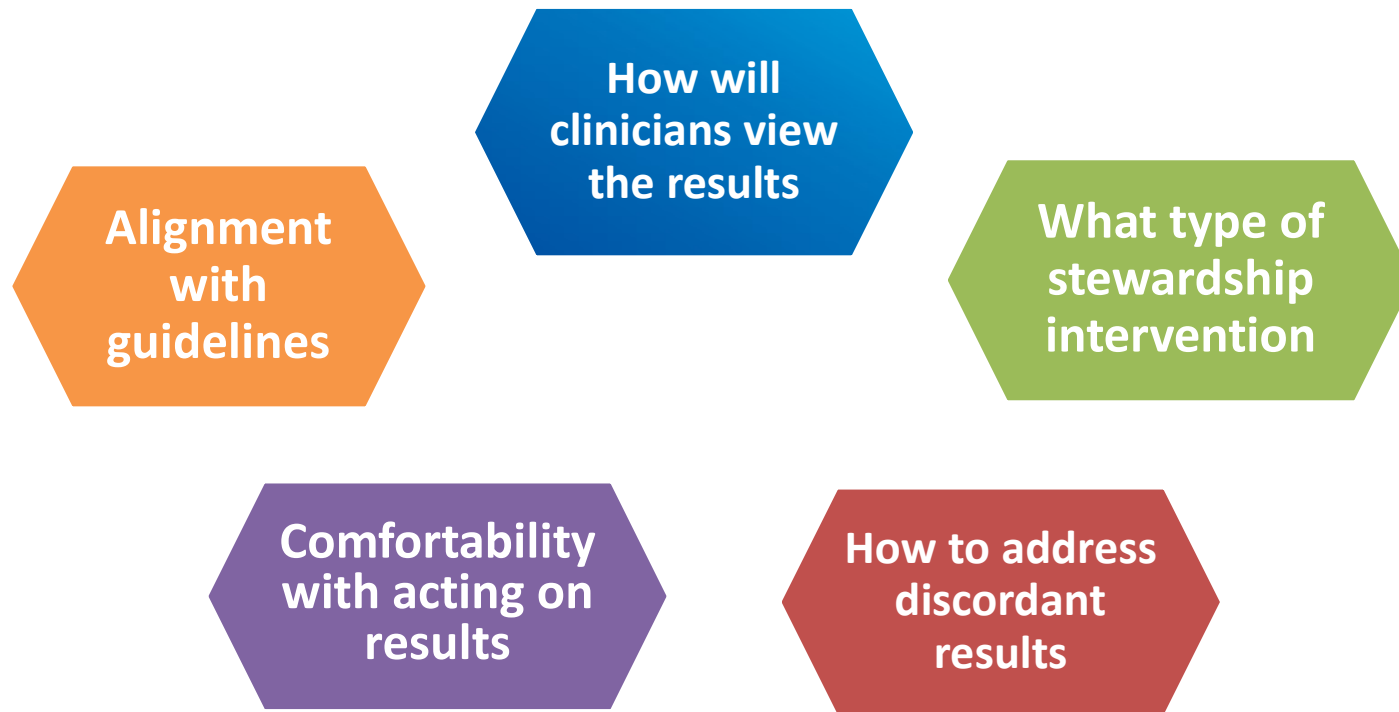 How will
clinicians view
the results
Alignment
with
guidelines
What type of
stewardship
intervention
Comfortability
with acting on
results
How to address
discordant
results